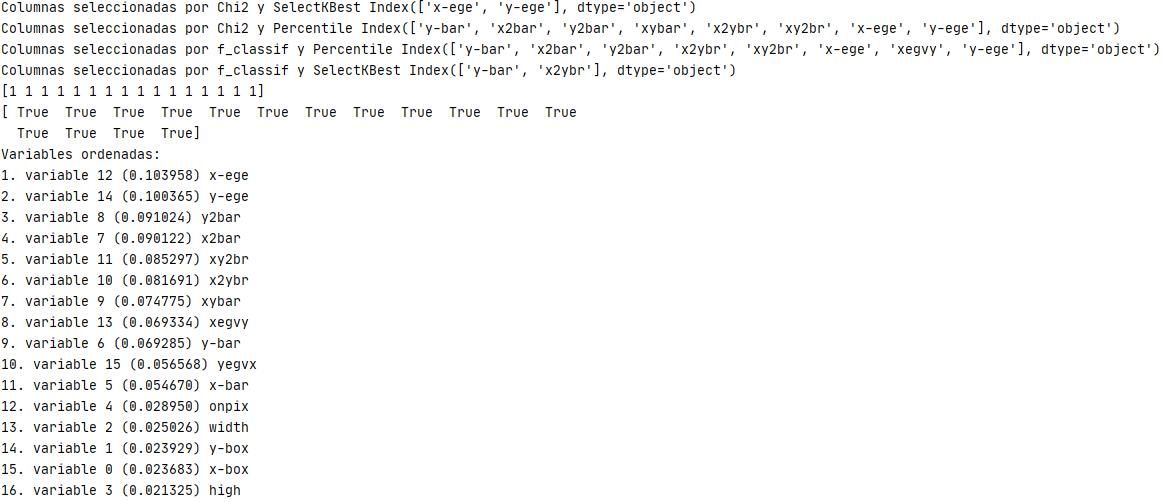 Columnas seleccionadas por Chi2 y SelectKBest Index(['x-ege', 'y-ege'], dtype='object')
Columnas seleccionadas por Chi2 y Percentile Index(['y-bar', 'x2bar', 'y2bar', 'xybar', 'x2ybr', 'xy2br', 'x-ege', 'y-ege'], dtype='object')
Columnas seleccionadas por f_classif y Percentile Index(['y-bar', 'x2bar', 'y2bar', 'x2ybr', 'xy2br', 'x-ege', 'xegvy', 'y-ege'], dtype='object')
Columnas seleccionadas por f_classif y SelectKBest Index(['y-bar', 'x2ybr'], dtype='object')
[1 1 1 1 1 1 1 1 1 1 1 1 1 1 1 1]
[ True  True  True  True  True  True  True  True  True  True  True  True
  True  True  True  True]
Variables ordenadas:
1. variable 12 (0.103958) x-ege
2. variable 14 (0.100365) y-ege
3. variable 8 (0.091024) y2bar
4. variable 7 (0.090122) x2bar
5. variable 11 (0.085297) xy2br
6. variable 10 (0.081691) x2ybr
7. variable 9 (0.074775) xybar
8. variable 13 (0.069334) xegvy
9. variable 6 (0.069285) y-bar
10. variable 15 (0.056568) yegvx
11. variable 5 (0.054670) x-bar
12. variable 4 (0.028950) onpix
13. variable 2 (0.025026) width
14. variable 1 (0.023929) y-box
15. variable 0 (0.023683) x-box
16. variable 3 (0.021325) high